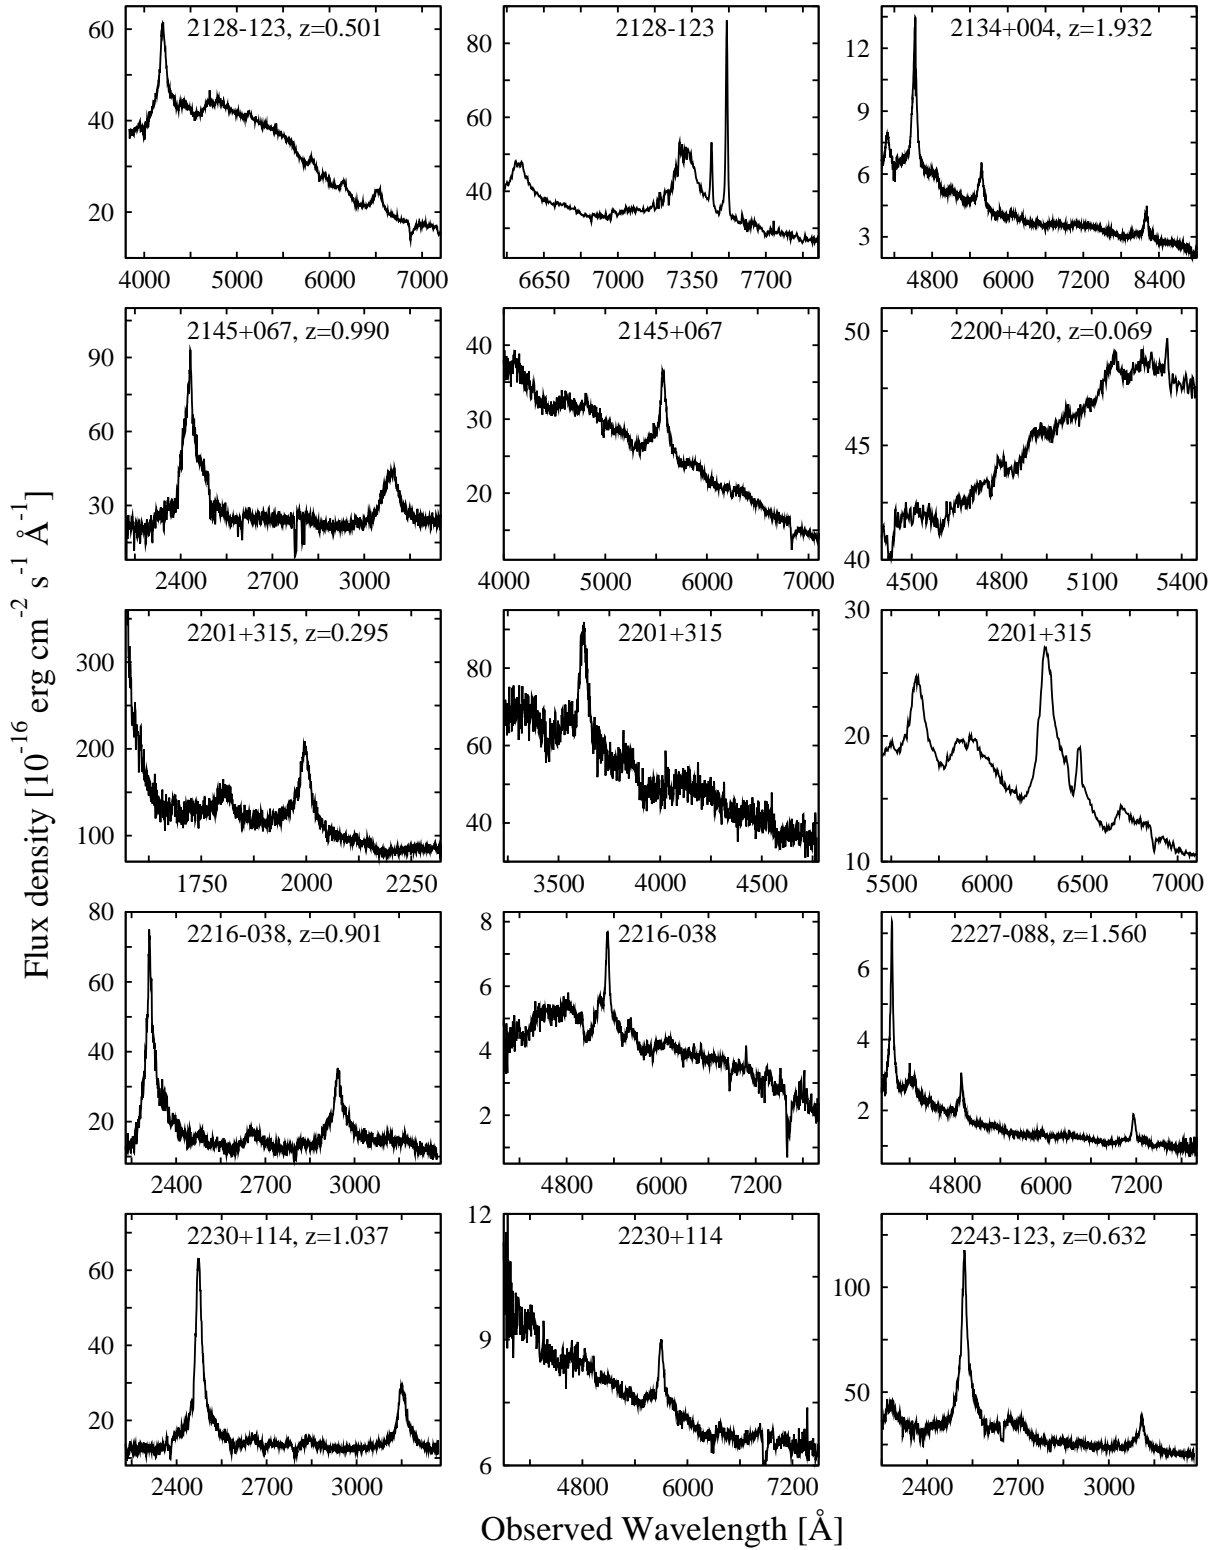 2128-123, z=0.501
60
40
20
4000 5000 6000 7000
2128-123
80
60
40
6650 7000 7350 7700
2134+004, z=1.932
12
9
6
3
4800 6000 7200 8400
2145+067, z=0.990
90
60
30
2400 2700 3000
2145+067
40
30
20
4000 5000 6000 7000
2200+420, z=0.069
50
45
40
4500 4800 5100 5400
2201+315, z=0.295
300
200
100
1750 2000 2250
2201+315
80
60
40
3500 4000 4500
2201+315
30
20
10
5500 6000 6500 7000
2216-038, z=0.901
80
60
40
20
2400 2700 3000
2216-038
8
6
4
2
4800 6000 7200
2227-088, z=1.560
6
4
2
4800 6000 7200
2230+114, z=1.037
60
40
20
2400 2700 3000
2230+114
12
9
6
4800 6000 7200
2243-123, z=0.632
100
50
2400 2700 3000
Flux density [10⁻¹⁶ erg cm⁻² s⁻¹ Å⁻¹]
Observed Wavelength [Å]